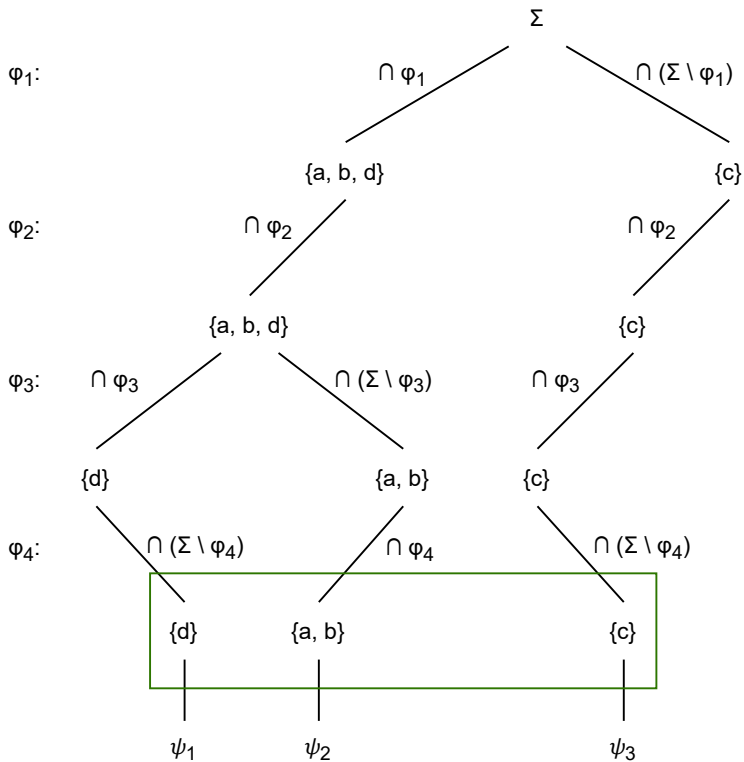 Σ
φ₁: ∩ φ₁ ∩ (Σ \ φ₁)
{a, b, d} {c}
φ₂: ∩ φ₂ ∩ φ₂
{a, b, d} {c}
φ₃: ∩ φ₃ ∩ (Σ \ φ₃) ∩ φ₃
{d} {a, b} {c}
φ₄: ∩ (Σ \ φ₄) ∩ φ₄ ∩ (Σ \ φ₄)
{d} {a, b} {c}
ψ₁ ψ₂ ψ₃